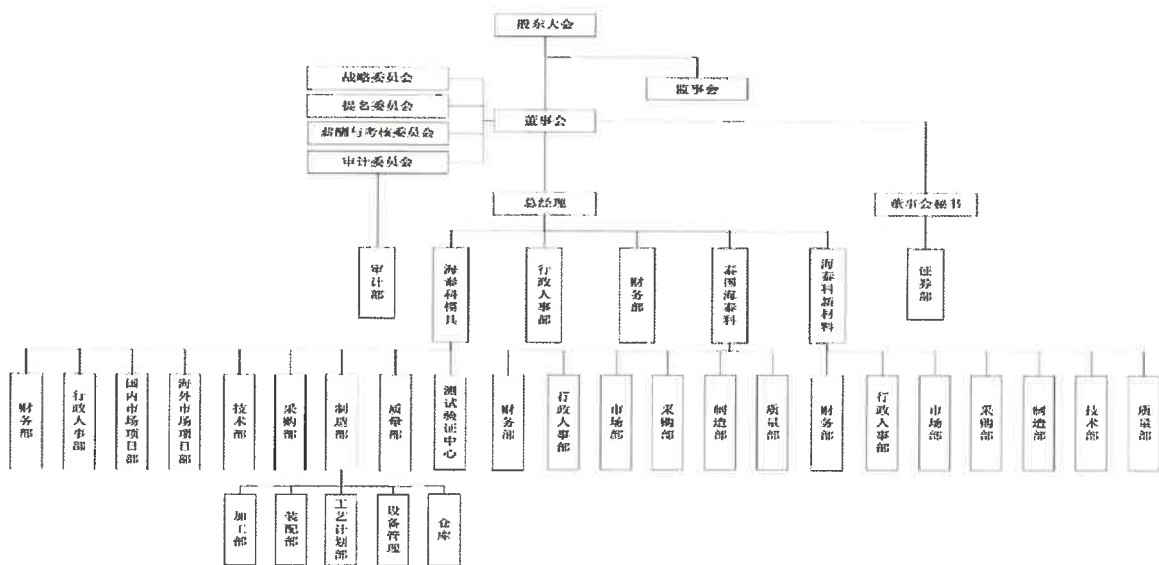 股东大会
监事会
战略委员会
提名委员会
薪酬与考核委员会
审计委员会
董事会
总经理
董事会秘书
审计部
海泰科模具
行政人事部
财务部
泰国海泰科
海泰科新材料
证券部
财务部
行政人事部
国内市场项目部
海外市场项目部
技术部
采购部
制造部
质量部
测试验证中心
财务部
行政人事部
市场部
采购部
制造部
质量部
财务部
行政人事部
市场部
采购部
制造部
技术部
质量部
加工部
装配部
工艺计划部
设备管理
仓库